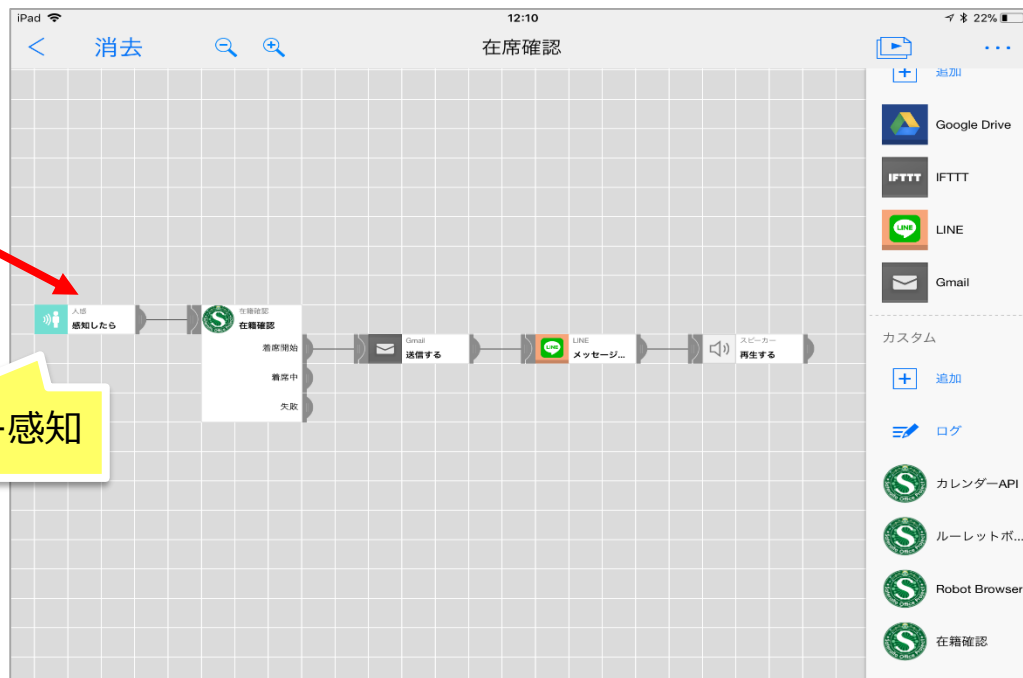 iPad
12:10
22%
消去
在席確認
追加
Google Drive
IFTTT
IFTTT
LINE
LINE
Gmail
カスタム
追加
ログ
カレンダーAPI
ルーレットボ...
Robot Browser
在籍確認
人感
感知したら
在籍確認
在籍確認
着席開始
着席中
失敗
Gmail
送信する
LINE
LINE
メッセージ...
スピーカー
再生する
感知